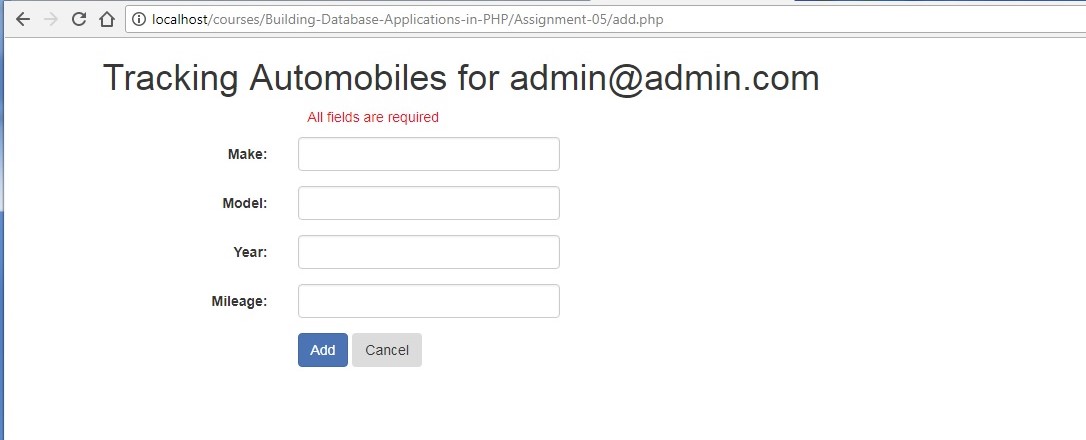 localhost/courses/Building-Database-Applications-in-PHP/Assignment-05/add.php
Tracking Automobiles for admin@admin.com
All fields are required
Make:
Model:
Year:
Mileage:
Add Cancel